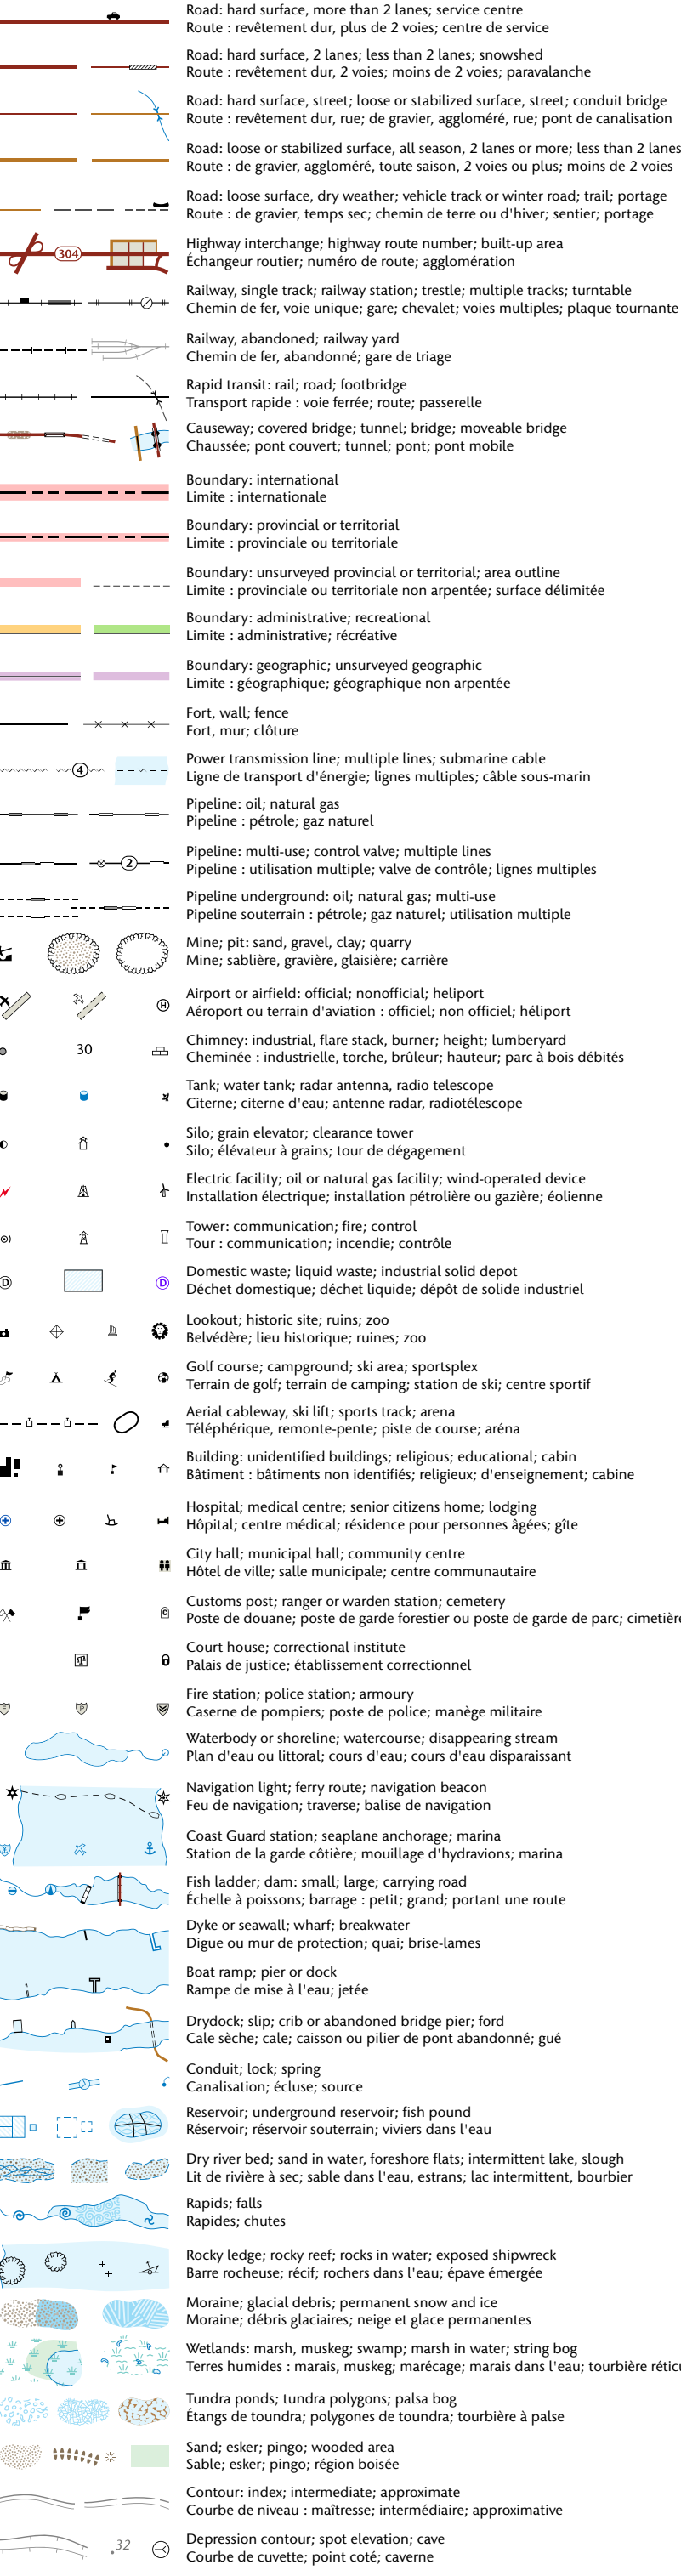 Road: hard surface, more than 2 lanes; service centre
Route : revêtement dur, plus de 2 voies; centre de service
Road: hard surface, 2 lanes; less than 2 lanes; snowshed
Route : revêtement dur, 2 voies; moins de 2 voies; paravalanche
Road: hard surface, street; loose or stabilized surface, street; conduit bridge
Route : revêtement dur, rue; de gravier, aggloméré, rue; pont de canalisation
Road: loose or stabilized surface, all season, 2 lanes or more; less than 2 lanes
Route : de gravier, aggloméré, toute saison, 2 voies ou plus; moins de 2 voies
Road: loose surface, dry weather; vehicle track or winter road; trail; portage
Route : de gravier, temps sec; chemin de terre ou d'hiver; sentier; portage
304
Highway interchange; highway route number; built-up area
Échangeur routier; numéro de route; agglomération
Railway, single track; railway station; trestle; multiple tracks; turntable
Chemin de fer, voie unique; gare; chevalet; voies multiples; plaque tournante
Railway, abandoned; railway yard
Chemin de fer, abandonné; gare de triage
Rapid transit: rail; road; footbridge
Transport rapide : voie ferrée; route; passerelle
Causeway; covered bridge; tunnel; bridge; moveable bridge
Chaussée; pont couvert; tunnel; pont; pont mobile
Boundary: international
Limite : internationale
Boundary: provincial or territorial
Limite : provinciale ou territoriale
Boundary: unsurveyed provincial or territorial; area outline
Limite : provinciale ou territoriale non arpentée; surface délimitée
Boundary: administrative; recreational
Limite : administrative; récréative
Boundary: geographic; unsurveyed geographic
Limite : géographique; géographique non arpentée
Fort, wall; fence
Fort, mur; clôture
4
Power transmission line; multiple lines; submarine cable
Ligne de transport d'énergie; lignes multiples; câble sous-marin
Pipeline: oil; natural gas
Pipeline : pétrole; gaz naturel
2
Pipeline: multi-use; control valve; multiple lines
Pipeline : utilisation multiple; valve de contrôle; lignes multiples
Pipeline underground: oil; natural gas; multi-use
Pipeline souterrain : pétrole; gaz naturel; utilisation multiple
Mine; pit: sand, gravel, clay; quarry
Mine; sablière, gravière, glaisière; carrière
H
Airport or airfield: official; nonofficial; heliport
Aéroport ou terrain d'aviation : officiel; non officiel; héliport
30
Chimney: industrial, flare stack, burner; height; lumberyard
Cheminée : industrielle, torche, brûleur; hauteur; parc à bois débités
Tank; water tank; radar antenna, radio telescope
Citerne; citerne d'eau; antenne radar, radiotélescope
Silo; grain elevator; clearance tower
Silo; élévateur à grains; tour de dégagement
Electric facility; oil or natural gas facility; wind-operated device
Installation électrique; installation pétrolière ou gazière; éolienne
Tower: communication; fire; control
Tour : communication; incendie; contrôle
D D
Domestic waste; liquid waste; industrial solid depot
Déchet domestique; déchet liquide; dépôt de solide industriel
Lookout; historic site; ruins; zoo
Belvédère; lieu historique; ruines; zoo
Golf course; campground; ski area; sportsplex
Terrain de golf; terrain de camping; station de ski; centre sportif
Aerial cableway, ski lift; sports track; arena
Téléphérique, remonte-pente; piste de course; aréna
Building: unidentified buildings; religious; educational; cabin
Bâtiment : bâtiments non identifiés; religieux; d'enseignement; cabine
Hospital; medical centre; senior citizens home; lodging
Hôpital; centre médical; résidence pour personnes âgées; gîte
City hall; municipal hall; community centre
Hôtel de ville; salle municipale; centre communautaire
C
Customs post; ranger or warden station; cemetery
Poste de douane; poste de garde forestier ou poste de garde de parc; cimetière
Court house; correctional institute
Palais de justice; établissement correctionnel
F P
Fire station; police station; armoury
Caserne de pompiers; poste de police; manège militaire
Waterbody or shoreline; watercourse; disappearing stream
Plan d'eau ou littoral; cours d'eau; cours d'eau disparaissant
Navigation light; ferry route; navigation beacon
Feu de navigation; traverse; balise de navigation
Coast Guard station; seaplane anchorage; marina
Station de la garde côtière; mouillage d'hydravions; marina
Fish ladder; dam: small; large; carrying road
Échelle à poissons; barrage : petit; grand; portant une route
Dyke or seawall; wharf; breakwater
Digue ou mur de protection; quai; brise-lames
Boat ramp; pier or dock
Rampe de mise à l'eau; jetée
Drydock; slip; crib or abandoned bridge pier; ford
Cale sèche; cale; caisson ou pilier de pont abandonné; gué
Conduit; lock; spring
Canalisation; écluse; source
Reservoir; underground reservoir; fish pound
Réservoir; réservoir souterrain; viviers dans l'eau
Dry river bed; sand in water, foreshore flats; intermittent lake, slough
Lit de rivière à sec; sable dans l'eau, estrans; lac intermittent, bourbier
Rapids; falls
Rapides; chutes
Rocky ledge; rocky reef; rocks in water; exposed shipwreck
Barre rocheuse; récif; rochers dans l'eau; épave émergée
Moraine; glacial debris; permanent snow and ice
Moraine; débris glaciaires; neige et glace permanentes
Wetlands: marsh, muskeg; swamp; marsh in water; string bog
Terres humides : marais, muskeg; marécage; marais dans l'eau; tourbière
Tundra ponds; tundra polygons; palsa bog
Étangs de toundra; polygones de toundra; tourbière à palse
Sand; esker; pingo; wooded area
Sable; esker; pingo; région boisée
Contour: index; intermediate; approximate
Courbe de niveau : maîtresse; intermédiaire; approximative
.32
Depression contour; spot elevation; cave
Courbe de cuvette; point coté; caverne